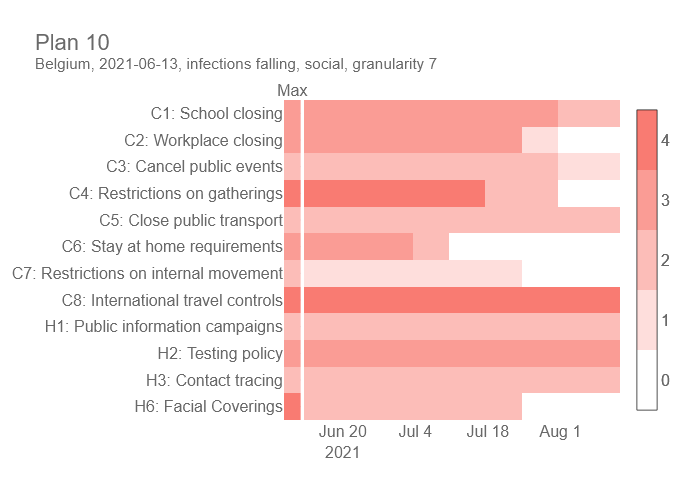 Plan 10
Belgium, 2021-06-13, infections falling, social, granularity 7
Max
C1: School closing
C2: Workplace closing
C3: Cancel public events
C4: Restrictions on gatherings
C5: Close public transport
C6: Stay at home requirements
C7: Restrictions on internal movement
C8: International travel controls
H1: Public information campaigns
H2: Testing policy
H3: Contact tracing
H6: Facial Coverings
4
3
2
1
0
Jun 20 Jul 4 Jul 18 Aug 1
2021